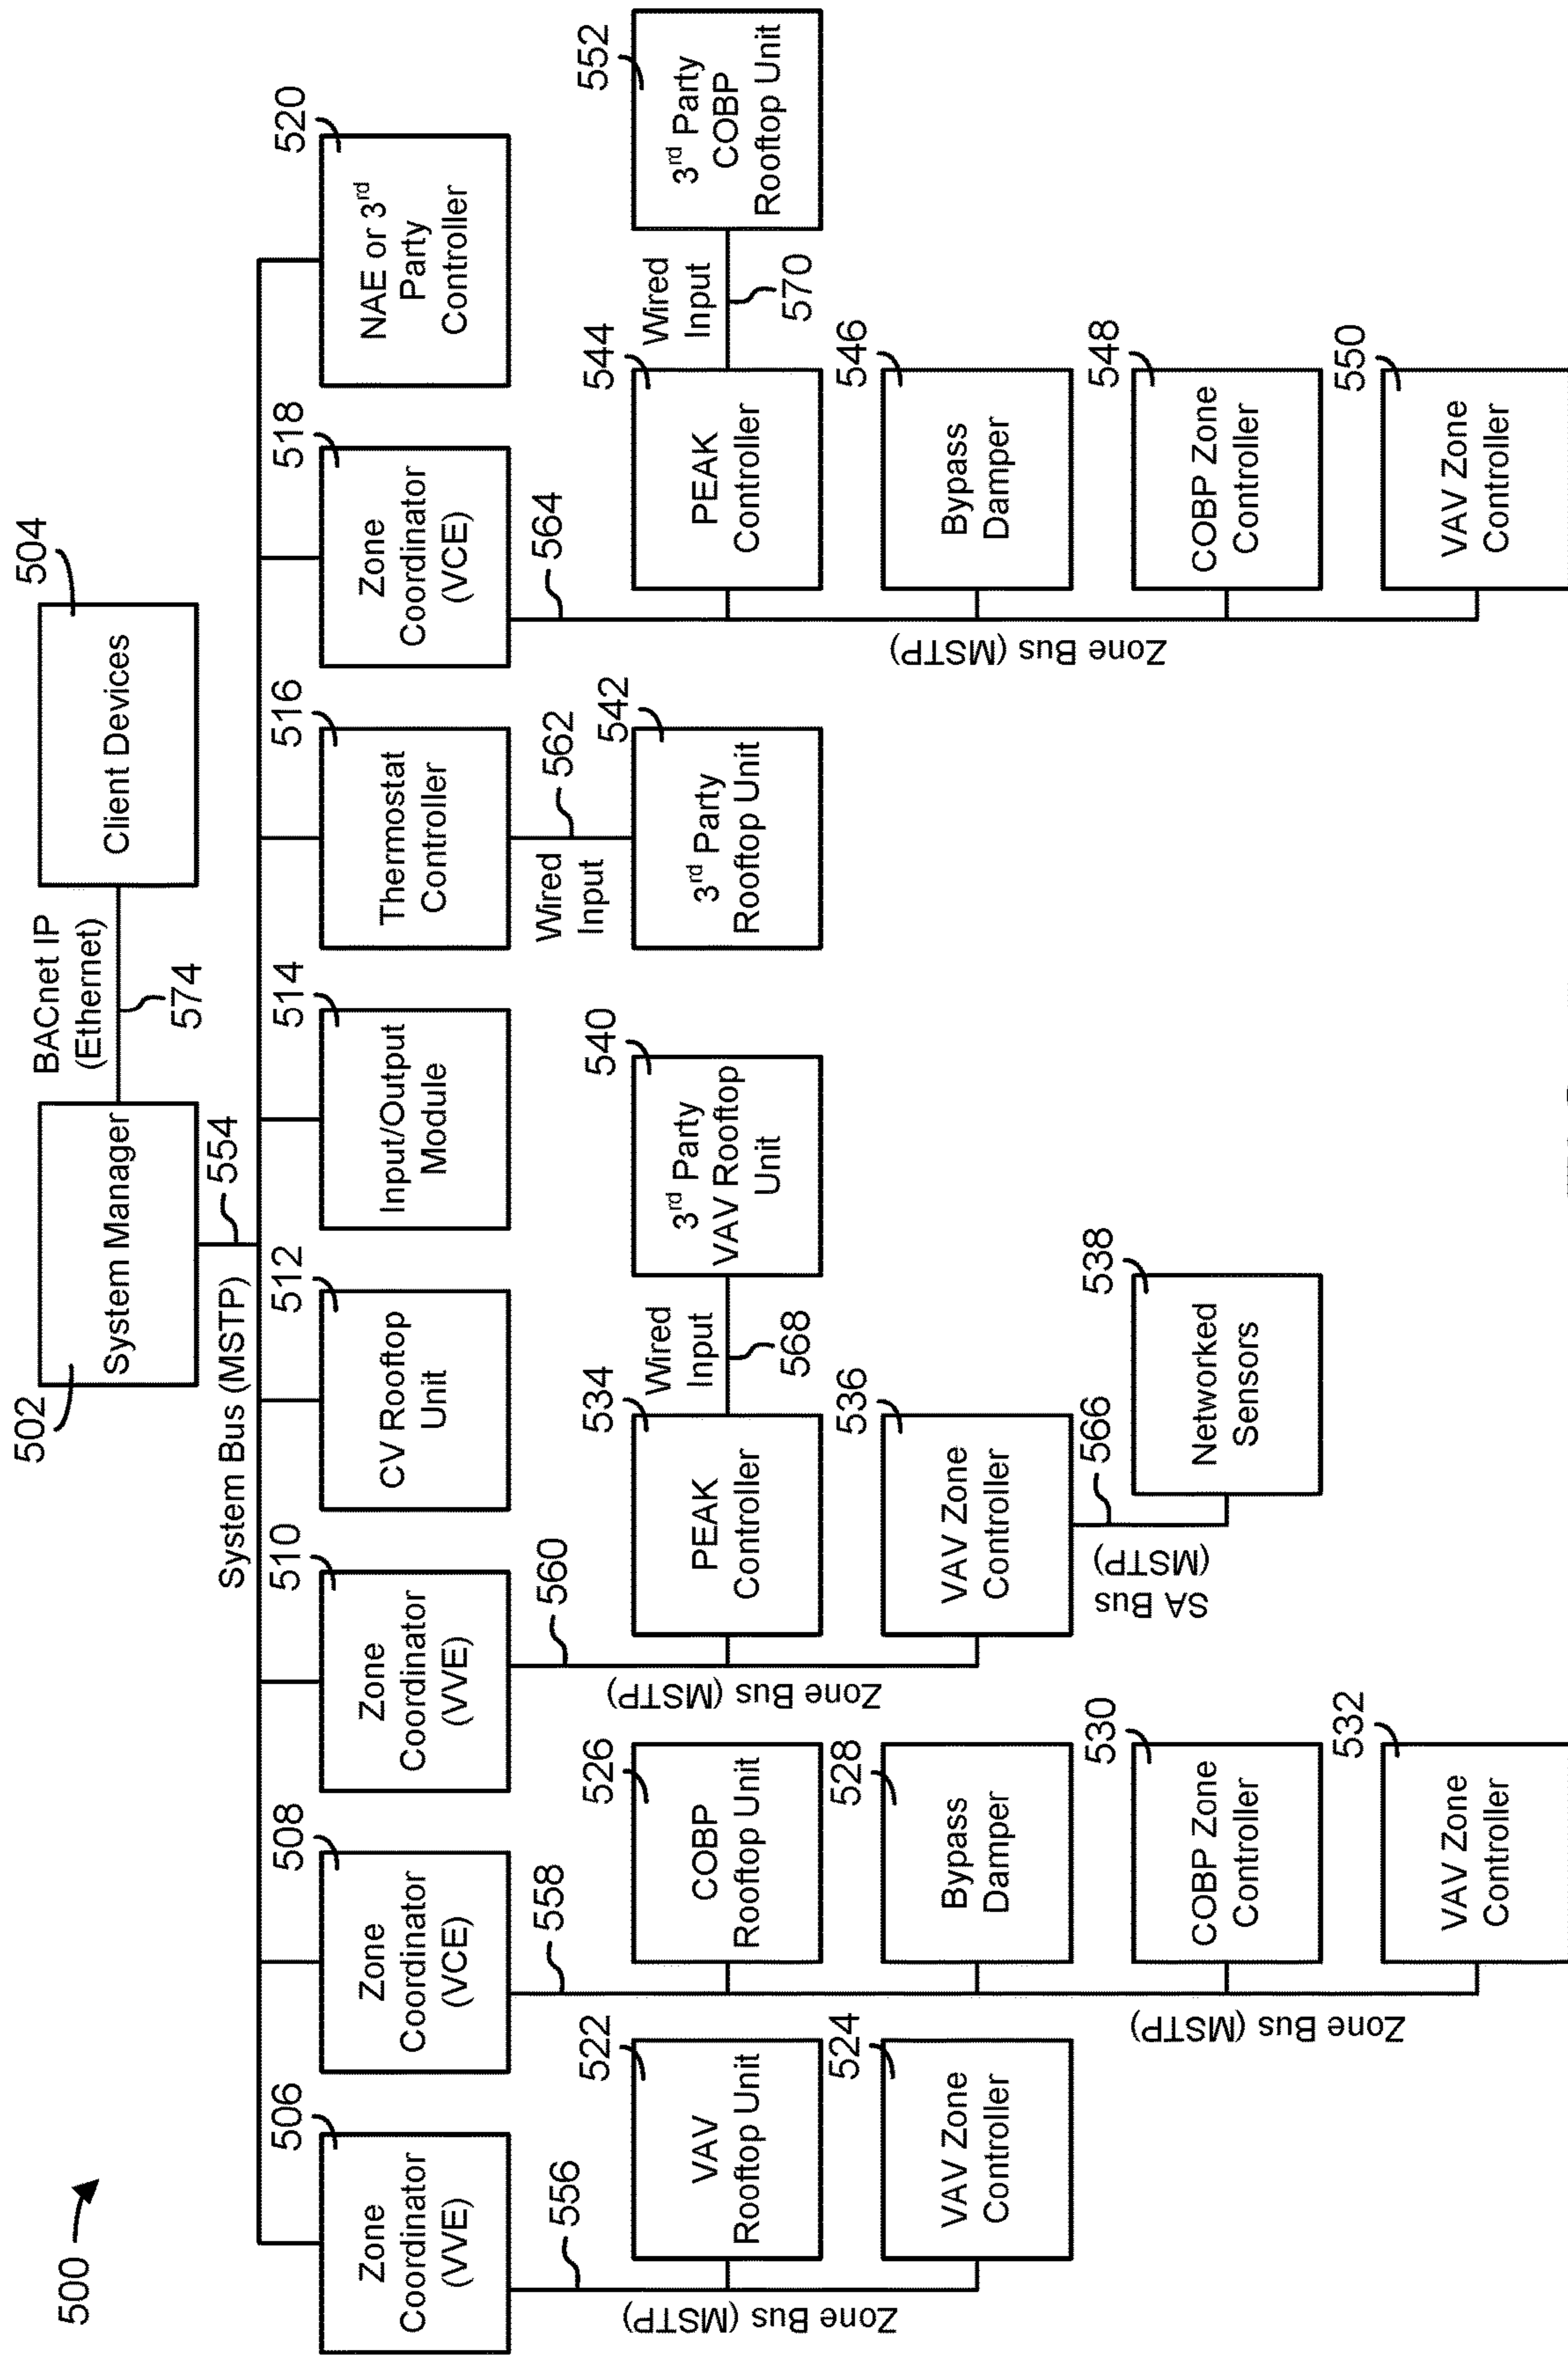 500
502
System Manager
BACnet IP
(Ethernet)
574
504
Client Devices
System Bus (MSTP)
554
506
Zone
Coordinator
(VVE)
508
Zone
Coordinator
(VCE)
510
Zone
Coordinator
(VVE)
512
CV Rooftop
Unit
514
Input/Output
Module
516
Thermostat
Controller
518
Zone
Coordinator
(VCE)
520
NAE or 3rd
Party
Controller
556
Zone Bus (MSTP)
522
VAV
Rooftop Unit
524
VAV Zone
Controller
558
Zone Bus (MSTP)
526
COBP
Rooftop Unit
528
Bypass
Damper
530
COBP Zone
Controller
532
VAV Zone
Controller
560
Zone Bus (MSTP)
534
PEAK
Controller
Wired
Input
568
540
3rd Party
VAV Rooftop
Unit
536
VAV Zone
Controller
566
SA Bus
(MSTP)
538
Networked
Sensors
Wired
Input
562
542
3rd Party
Rooftop Unit
564
Zone Bus (MSTP)
544
PEAK
Controller
Wired
Input
570
552
3rd Party
COBP
Rooftop Unit
546
Bypass
Damper
548
COBP Zone
Controller
550
VAV Zone
Controller